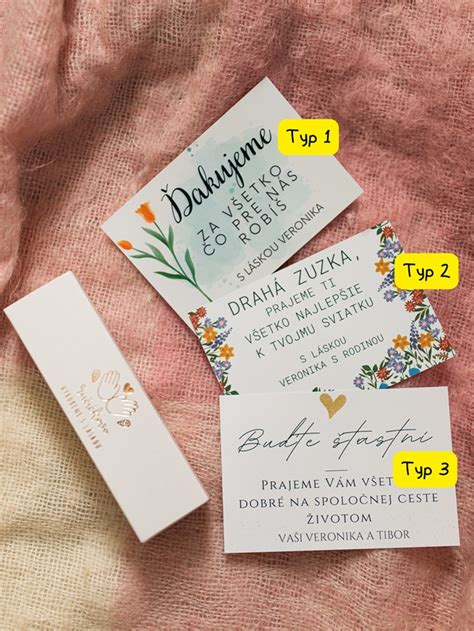 Typ 1
Ďakujeme
ZA VŠETKO
ČO PRE NÁS
ROBÍŠ
S LÁSKOU VERONIKA
Typ 2
DRAHÁ ZUZKA,
PRAJEME TI
VŠETKO NAJLEPŠIE
K TVOJMU SVIATKU
S LÁSKOU
VERONIKA S RODINOU
Buďte šťastní
Typ 3
PRAJEME VÁM VŠET
DOBRÉ NA SPOLOČNEJ CESTE
ŽIVOTOM
VAŠI VERONIKA A TIBOR